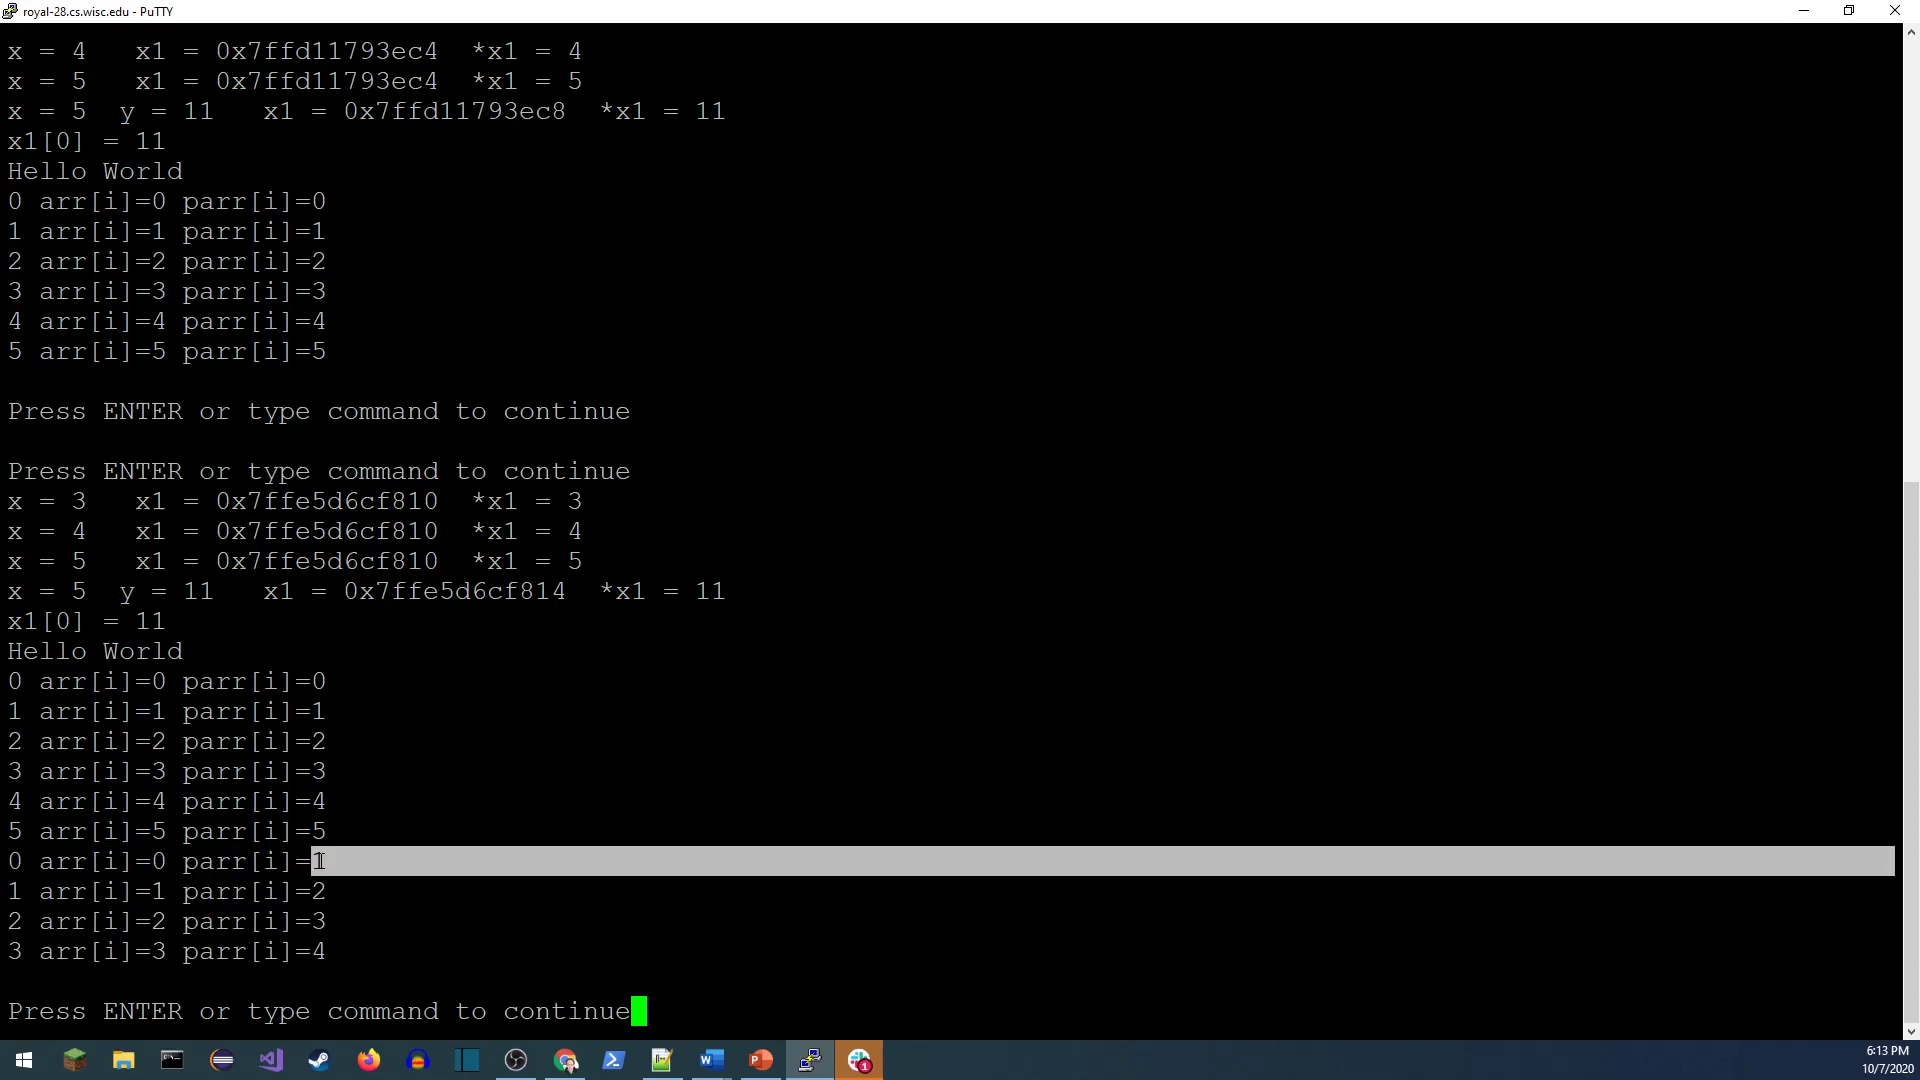 royal-28.cs.wisc.edu - PuTTY
x = 4   x1 = 0x7ffd11793ec4  *x1 = 4
x = 5   x1 = 0x7ffd11793ec4  *x1 = 5
x = 5  y = 11   x1 = 0x7ffd11793ec8  *x1 = 11
x1[0] = 11
Hello World
0 arr[i]=0 parr[i]=0
1 arr[i]=1 parr[i]=1
2 arr[i]=2 parr[i]=2
3 arr[i]=3 parr[i]=3
4 arr[i]=4 parr[i]=4
5 arr[i]=5 parr[i]=5
Press ENTER or type command to continue
Press ENTER or type command to continue
x = 3   x1 = 0x7ffe5d6cf810  *x1 = 3
x = 4   x1 = 0x7ffe5d6cf810  *x1 = 4
x = 5   x1 = 0x7ffe5d6cf810  *x1 = 5
x = 5  y = 11   x1 = 0x7ffe5d6cf814  *x1 = 11
x1[0] = 11
Hello World
0 arr[i]=0 parr[i]=0
1 arr[i]=1 parr[i]=1
2 arr[i]=2 parr[i]=2
3 arr[i]=3 parr[i]=3
4 arr[i]=4 parr[i]=4
5 arr[i]=5 parr[i]=5
0 arr[i]=0 parr[i]=1
1 arr[i]=1 parr[i]=2
2 arr[i]=2 parr[i]=3
3 arr[i]=3 parr[i]=4
Press ENTER or type command to continue
6:13 PM
10/7/2020